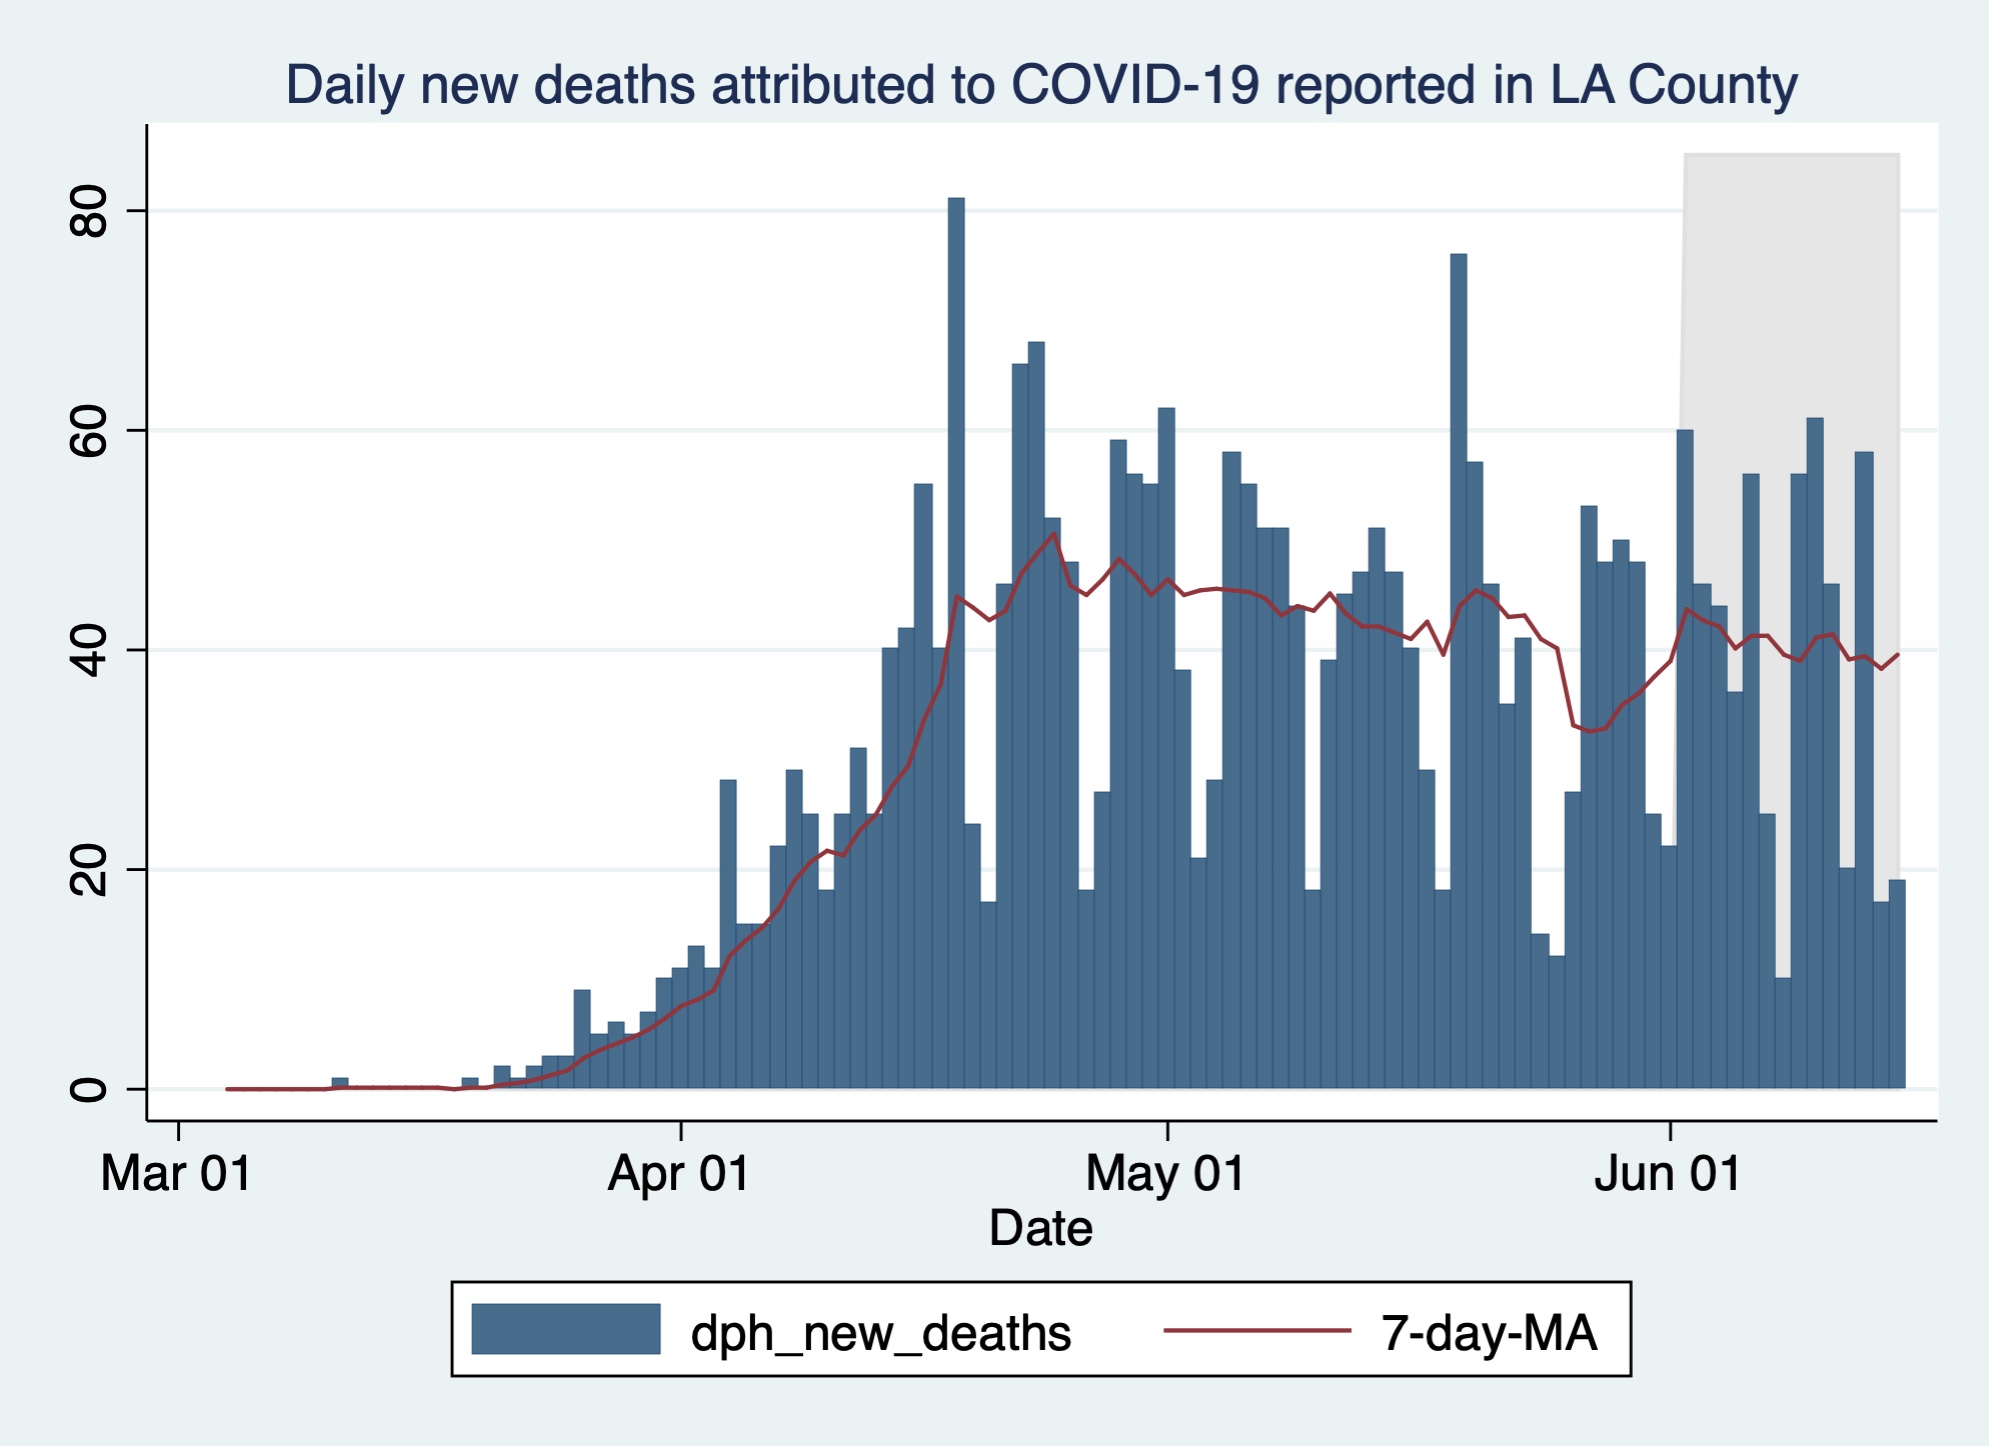 Daily new deaths attributed to COVID-19 reported in LA County
80
60
40
20
0
Mar 01 Apr 01 May 01 Jun 01
Date
dph_new_deaths 7-day-MA